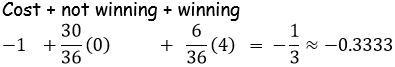 Cost + not winning + winning
−1 + 30/36 (0) + 6/36 (4) = −1/3 ≈ −0.3333